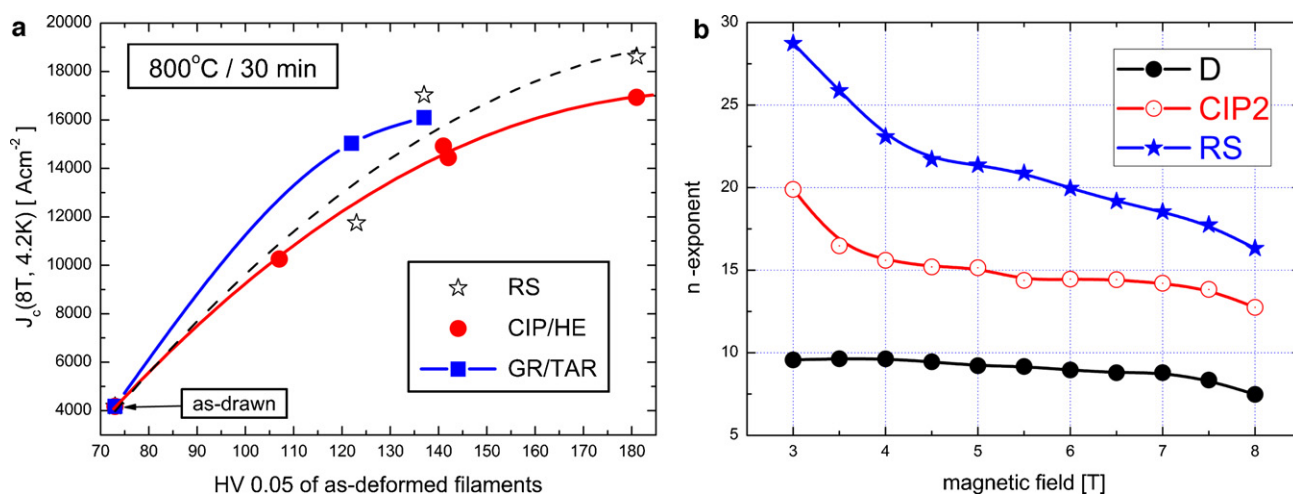 a
800°C / 30 min
J_c(8T, 4.2K) [ Acm⁻² ]
20000
18000
16000
14000
12000
10000
8000
6000
4000
as-drawn
RS
CIP/HE
GR/TAR
70 80 90 100 110 120 130 140 150 160 170 180
HV 0.05 of as-deformed filaments
b
n -exponent
30
25
20
15
10
5
D
CIP2
RS
3 4 5 6 7 8
magnetic field [T]